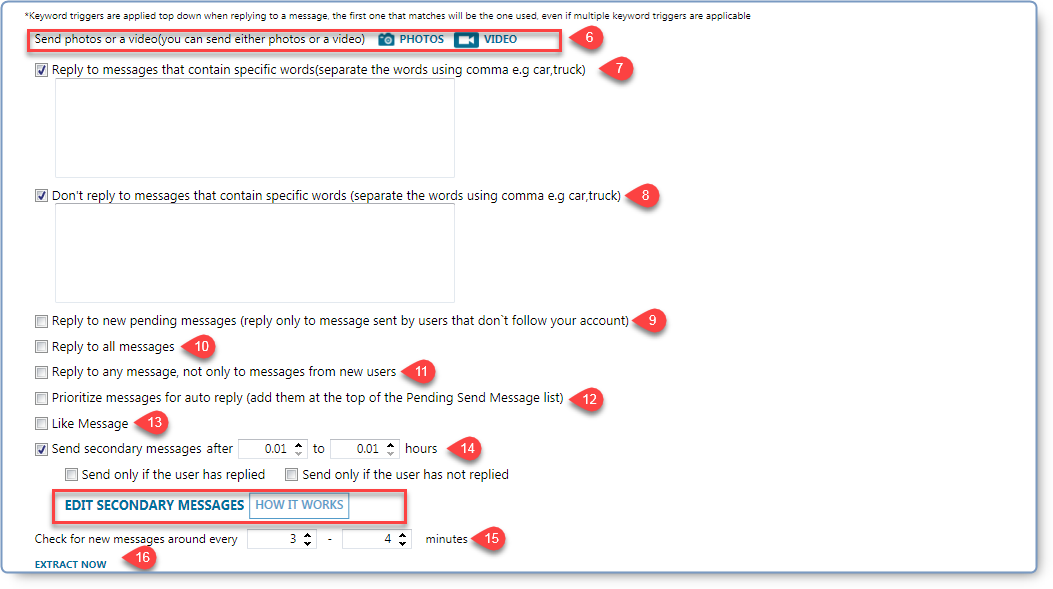 *Keyword triggers are applied top down when replying to a message, the first one that matches will be the one used, even if multiple keyword triggers are applicable
Send photos or a video(you can send either photos or a video) PHOTOS VIDEO 6
Reply to messages that contain specific words(separate the words using comma e.g car,truck) 7
Don't reply to messages that contain specific words (separate the words using comma e.g car,truck) 8
Reply to new pending messages (reply only to message sent by users that don`t follow your account) 9
Reply to all messages 10
Reply to any message, not only to messages from new users 11
Prioritize messages for auto reply (add them at the top of the Pending Send Message list) 12
Like Message 13
Send secondary messages after 0.01 to 0.01 hours 14
Send only if the user has replied Send only if the user has not replied
EDIT SECONDARY MESSAGES HOW IT WORKS
Check for new messages around every 3 - 4 minutes 15
EXTRACT NOW 16